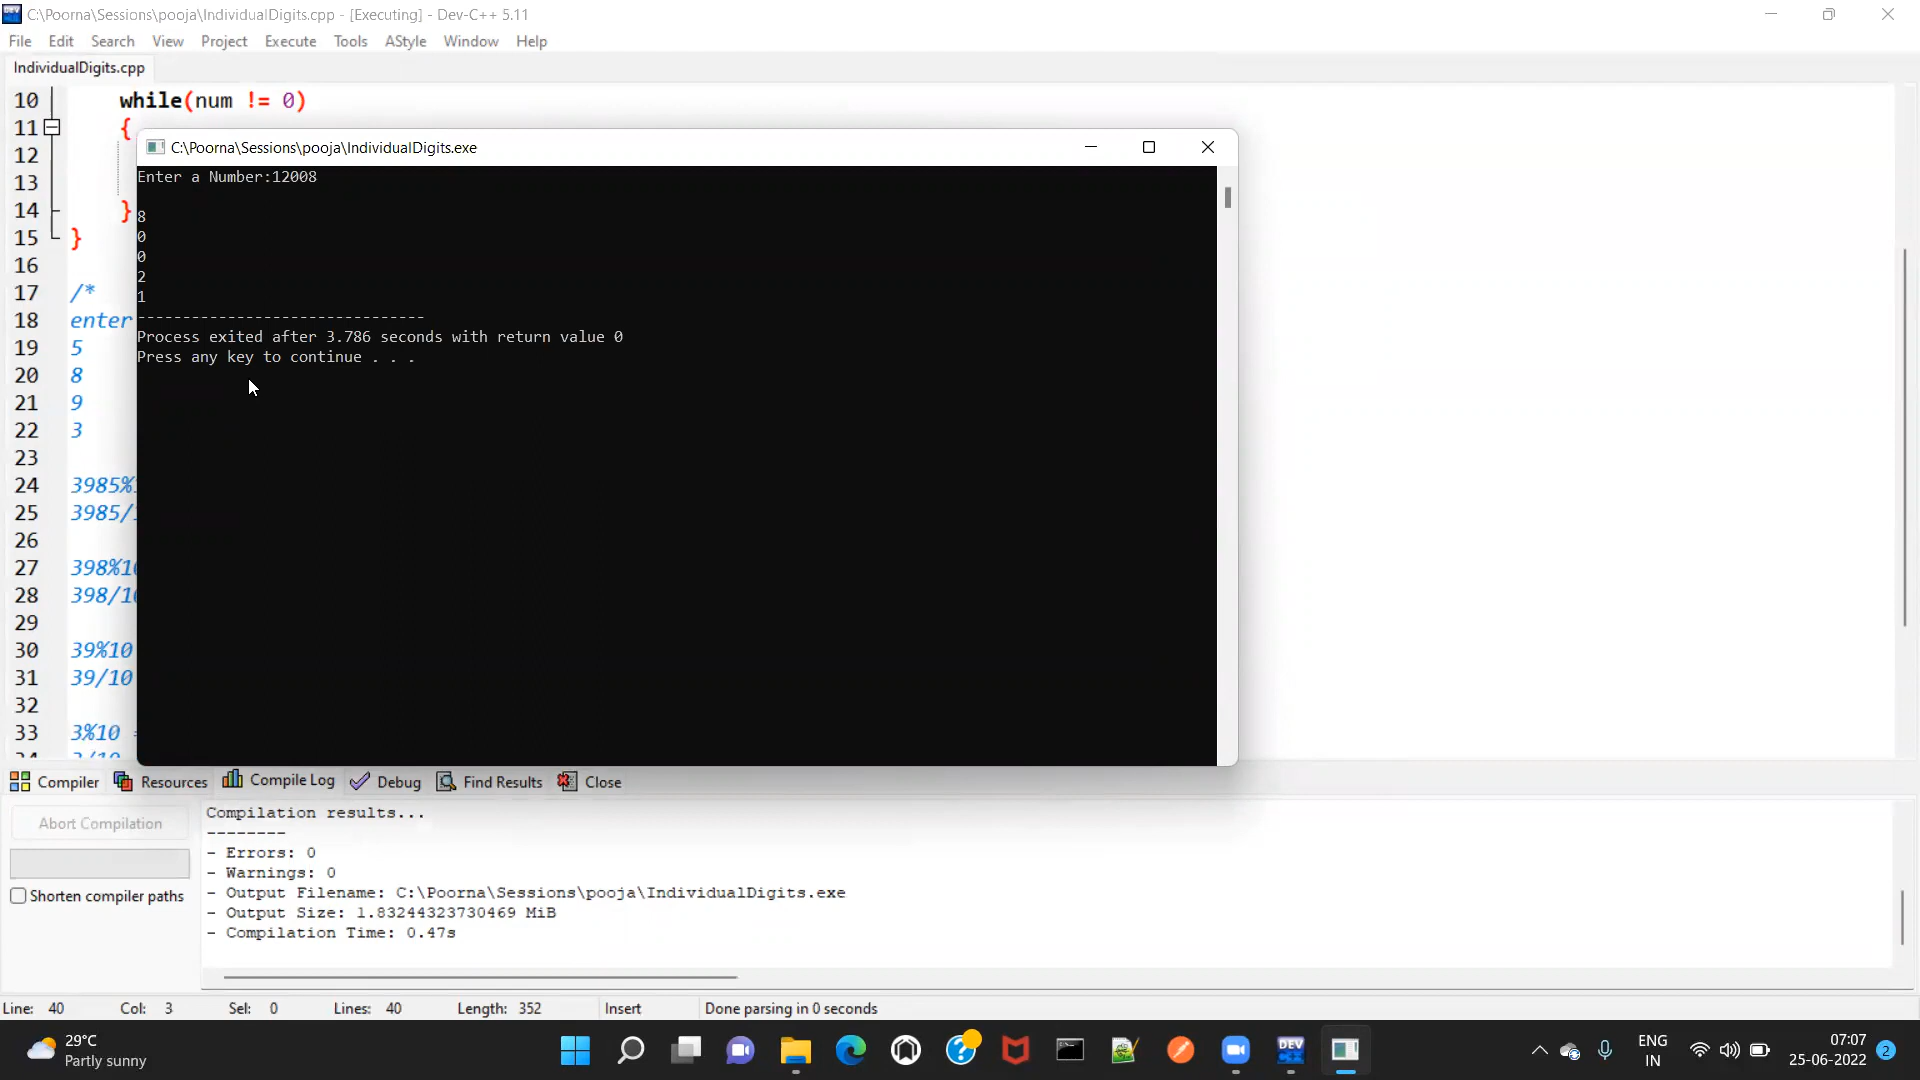 C:\Poorna\Sessions\pooja\IndividualDigits.cpp - [Executing] - Dev-C++ 5.11
File Edit Search View Project Execute Tools AStyle Window Help
IndividualDigits.cpp
10 while(num != 0)
11 {
12
13
14 }
15 }
16
17 /*
18 enter
19 5
20 8
21 9
22 3
23
24 3985%
25 3985/
26
27 398%10
28 398/10
29
30 39%10
31 39/10
32
33 3%10 =
C:\Poorna\Sessions\pooja\IndividualDigits.exe
Enter a Number:12008
8
0
0
2
1
--------------------------------
Process exited after 3.786 seconds with return value 0
Press any key to continue . . .
Compiler Resources Compile Log Debug Find Results Close
Abort Compilation
Shorten compiler paths
Compilation results...
--------
- Errors: 0
- Warnings: 0
- Output Filename: C:\Poorna\Sessions\pooja\IndividualDigits.exe
- Output Size: 1.83244323730469 MiB
- Compilation Time: 0.47s
Line: 40 Col: 3 Sel: 0 Lines: 40 Length: 352 Insert Done parsing in 0 seconds
29°C
Partly sunny
DEV
ENG
IN
07:07
25-06-2022
2